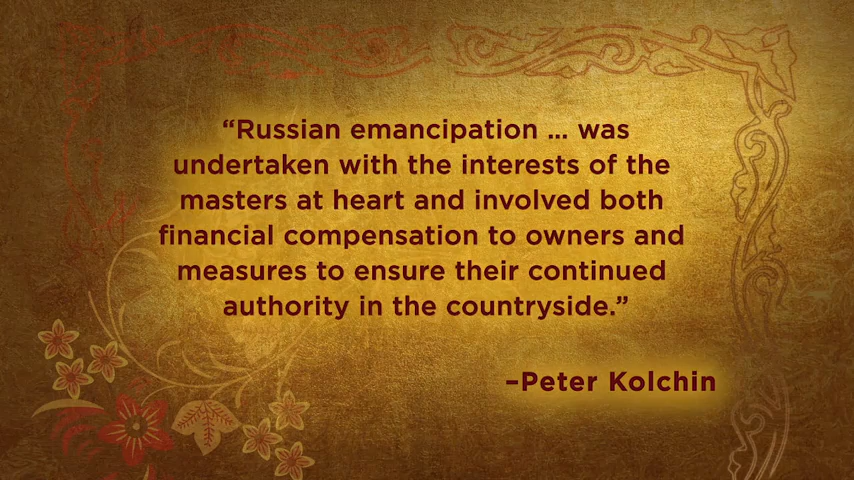 “Russian emancipation ... was
undertaken with the interests of the
masters at heart and involved both
financial compensation to owners and
measures to ensure their continued
authority in the countryside.”
–Peter Kolchin